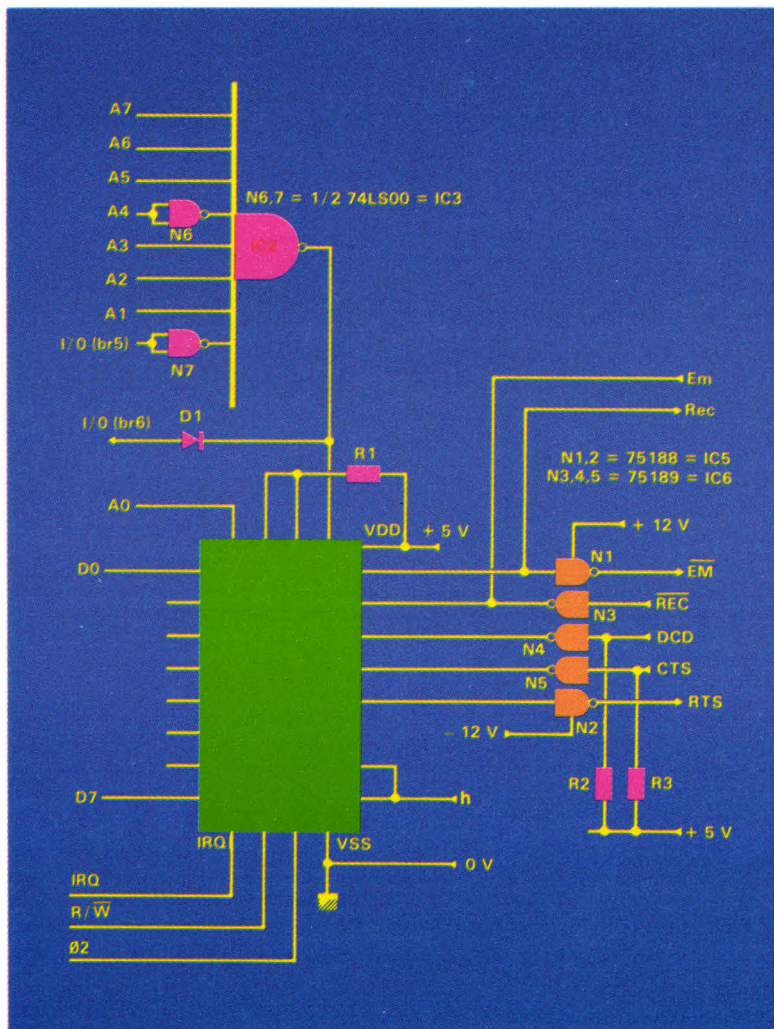 A7
A6
A5
A4
N6
N6,7 = 1/2 74LS00 = IC3
IC2
A3
A2
A1
I/O (br5)
N7
I/O (br6)
D1
R1
Em
Rec
N1,2 = 75188 = IC5
N3,4,5 = 75189 = IC6
A0
VDD
+ 5 V
+ 12 V
D0
N1
E̅M̅
N3
R̅E̅C̅
N4
DCD
N5
CTS
N2
RTS
- 12 V
R2
R3
D7
h
+ 5 V
IRQ
VSS
0 V
IRQ
R/W̅
Ø2